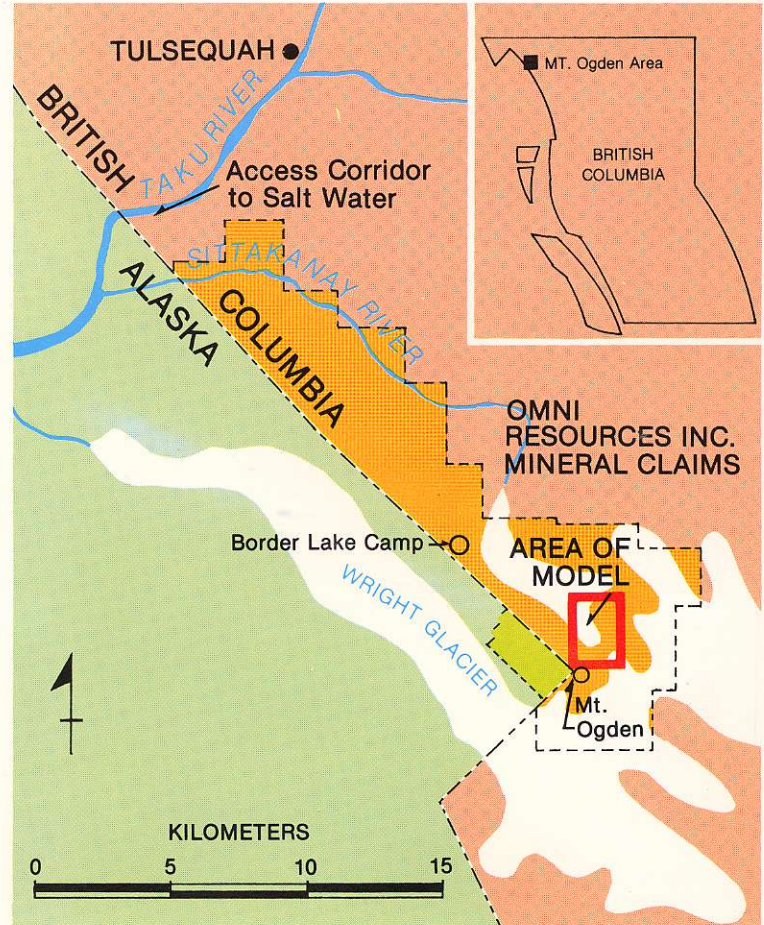 TULSEQUAH
MT. Ogden Area
BRITISH
COLUMBIA
BRITISH
COLUMBIA
TAKU RIVER
Access Corridor
to Salt Water
SITTAKANAY RIVER
ALASKA
OMNI
RESOURCES INC.
MINERAL CLAIMS
Border Lake Camp
AREA OF
MODEL
WRIGHT GLACIER
Mt.
Ogden
KILOMETERS
0 5 10 15